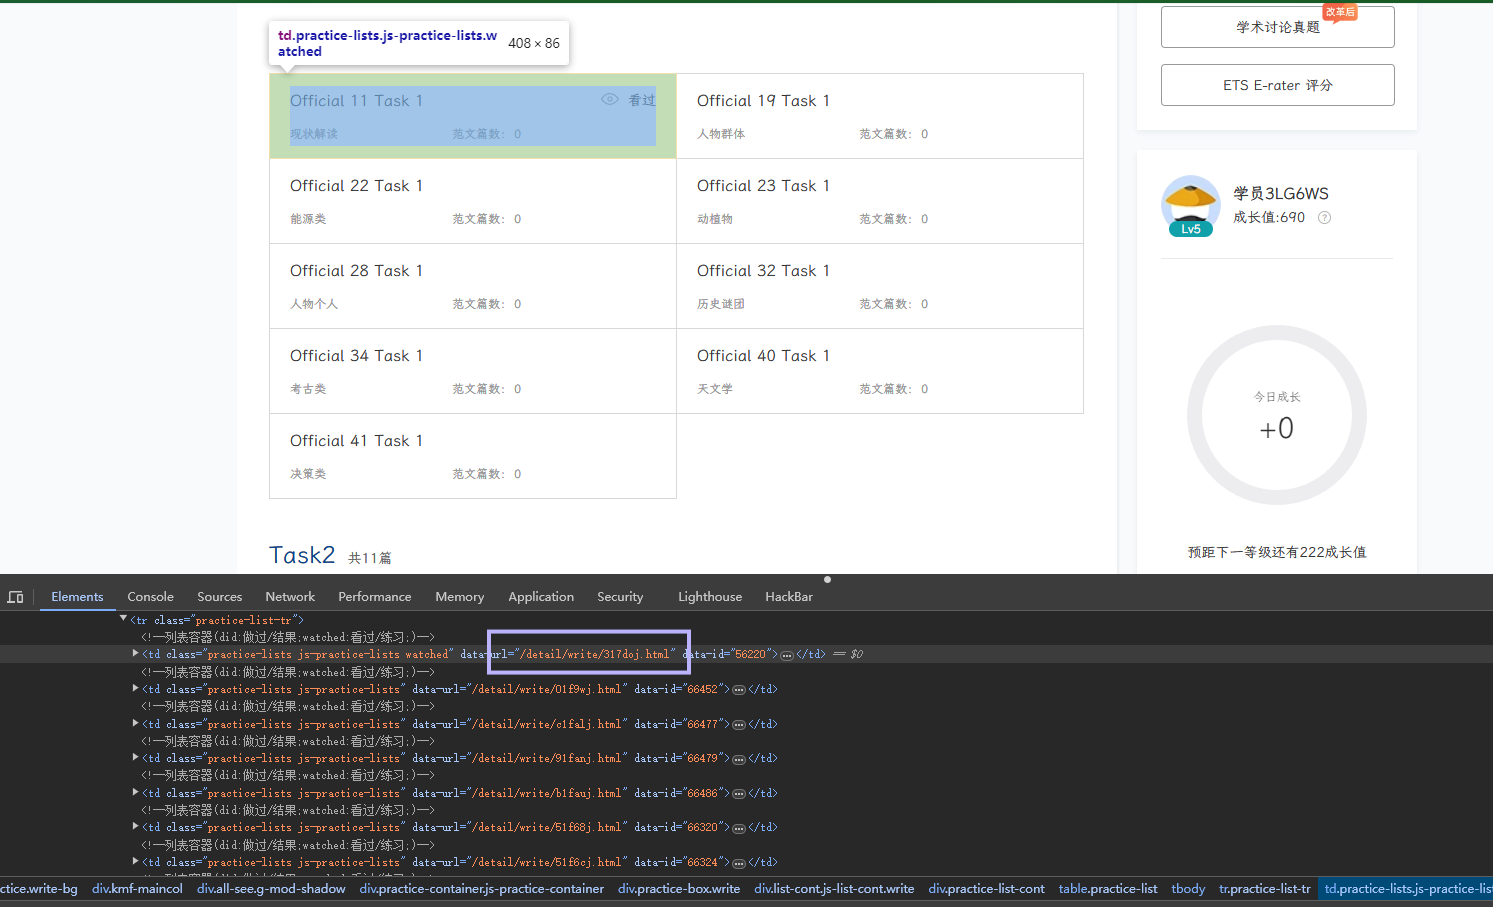 改革后
学术讨论真题
ETS E-rater 评分
td.practice-lists.js-practice-lists.w
atched
408 × 86
Official 11 Task 1
看过
现状解读
范文篇数： 0
Official 19 Task 1
人物群体
范文篇数： 0
Official 22 Task 1
能源类
范文篇数： 0
Official 23 Task 1
动植物
范文篇数： 0
Official 28 Task 1
人物个人
范文篇数： 0
Official 32 Task 1
历史谜团
范文篇数： 0
Official 34 Task 1
考古类
范文篇数： 0
Official 40 Task 1
天文学
范文篇数： 0
Official 41 Task 1
决策类
范文篇数： 0
Task2 共11篇
Lv5
学员3LG6WS
成长值:690 ?
今日成长
+0
预距下一等级还有222成长值
Elements Console Sources Network Performance Memory Application Security Lighthouse HackBar
<tr class="practice-list-tr">
<!--列表容器(did:做过/结果;watched:看过/练习;)-->
<td class="practice-lists js-practice-lists watched" data-url="/detail/write/317doj.html" data-id="56220">…</td> == $0
<!--列表容器(did:做过/结果;watched:看过/练习;)-->
<td class="practice-lists js-practice-lists" data-url="/detail/write/01f9wj.html" data-id="66452">…</td>
<!--列表容器(did:做过/结果;watched:看过/练习;)-->
<td class="practice-lists js-practice-lists" data-url="/detail/write/c1falj.html" data-id="66477">…</td>
<!--列表容器(did:做过/结果;watched:看过/练习;)-->
<td class="practice-lists js-practice-lists" data-url="/detail/write/91fanj.html" data-id="66479">…</td>
<!--列表容器(did:做过/结果;watched:看过/练习;)-->
<td class="practice-lists js-practice-lists" data-url="/detail/write/b1fauj.html" data-id="66486">…</td>
<!--列表容器(did:做过/结果;watched:看过/练习;)-->
<td class="practice-lists js-practice-lists" data-url="/detail/write/51f68j.html" data-id="66320">…</td>
<!--列表容器(did:做过/结果;watched:看过/练习;)-->
<td class="practice-lists js-practice-lists" data-url="/detail/write/51f6cj.html" data-id="66324">…</td>
ctice.write-bg div.kmf-maincol div.all-see.g-mod-shadow div.practice-container.js-practice-container div.practice-box.write div.list-cont.js-list-cont.write div.practice-list-cont table.practice-list tbody tr.practice-list-tr td.practice-lists.js-practice-list